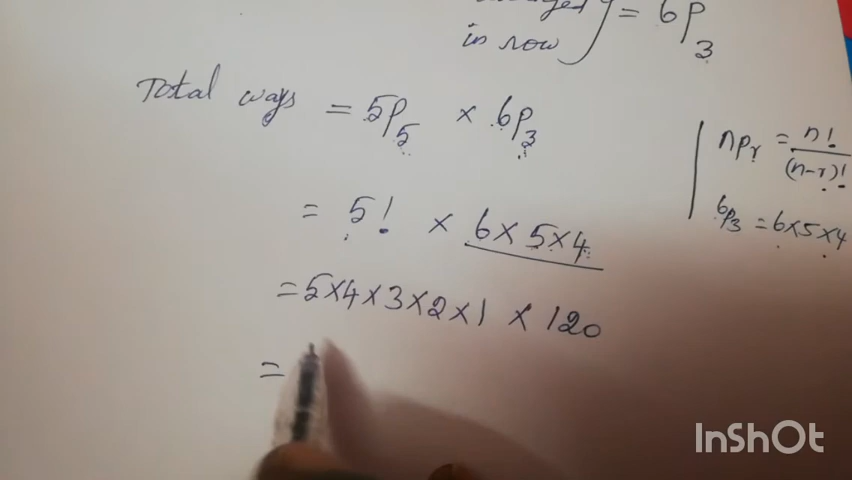 = 6P3
in row
Total ways = 5P5 × 6P3
= 5! × 6×5×4
= 5×4×3×2×1 × 120
=
nPr = n!/(n-r)!
6P3 = 6×5×4
InShOt